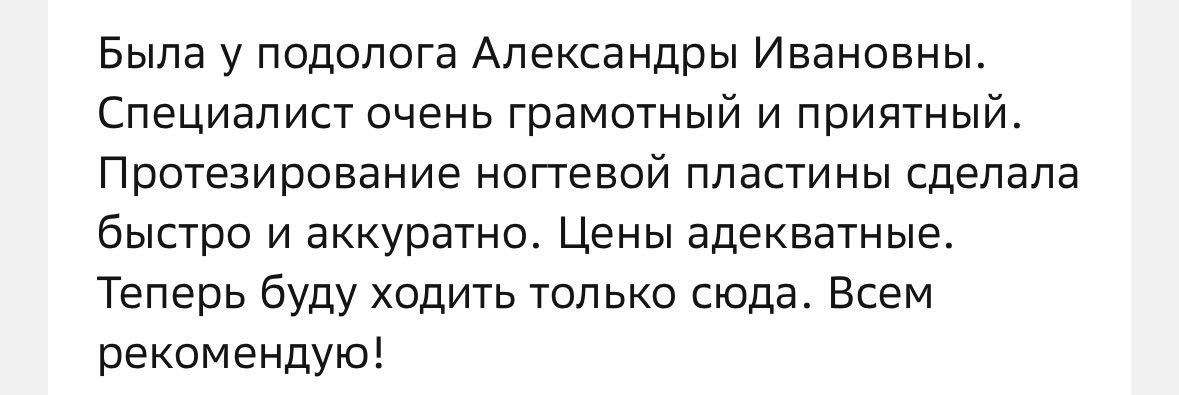 Была у подолога Александры Ивановны.
Специалист очень грамотный и приятный.
Протезирование ногтевой пластины сделала
быстро и аккуратно. Цены адекватные.
Теперь буду ходить только сюда. Всем
рекомендую!